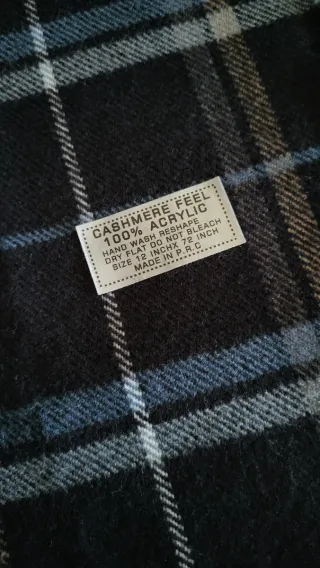 CASHMERE FEEL
100% ACRYLIC
HAND WASH RESHAPE
DRY FLAT DO NOT BLEACH
SIZE 12 INCHX 72 INCH
MADE IN P.R.C